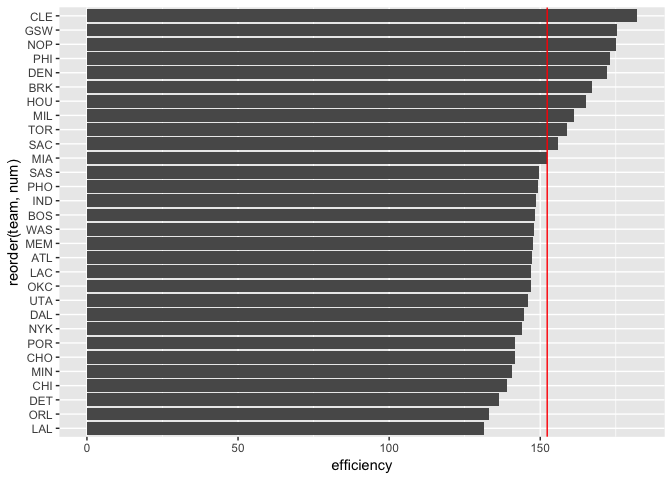 CLE
GSW
NOP
PHI
DEN
BRK
HOU
MIL
TOR
SAC
MIA
SAS
PHO
IND
BOS
WAS
MEM
ATL
LAC
OKC
UTA
DAL
NYK
POR
CHO
MIN
CHI
DET
ORL
LAL
reorder(team, num)
0 50 100 150
efficiency